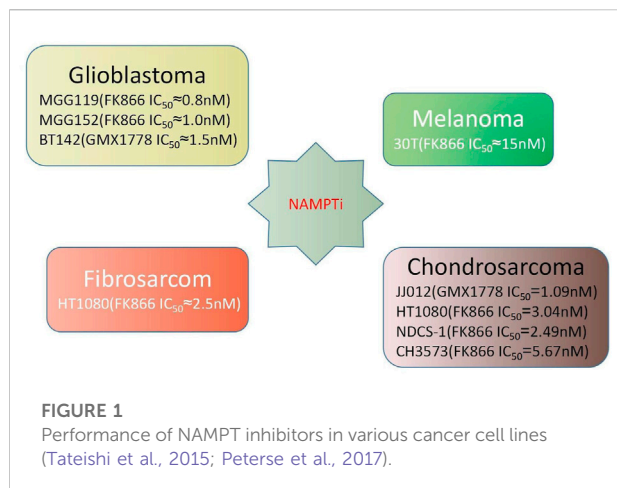 Glioblastoma
MGG119(FK866 IC₅₀≈0.8nM)
MGG152(FK866 IC₅₀≈1.0nM)
BT142(GMX1778 IC₅₀≈1.5nM)
Melanoma
30T(FK866 IC₅₀≈15nM)
NAMPTi
Fibrosarcom
HT1080(FK866 IC₅₀≈2.5nM)
Chondrosarcoma
JJ012(GMX1778 IC₅₀=1.09nM)
HT1080(FK866 IC₅₀=3.04nM)
NDCS-1(FK866 IC₅₀=2.49nM)
CH3573(FK866 IC₅₀=5.67nM)
FIGURE 1
Performance of NAMPT inhibitors in various cancer cell lines
(Tateishi et al., 2015; Peterse et al., 2017).